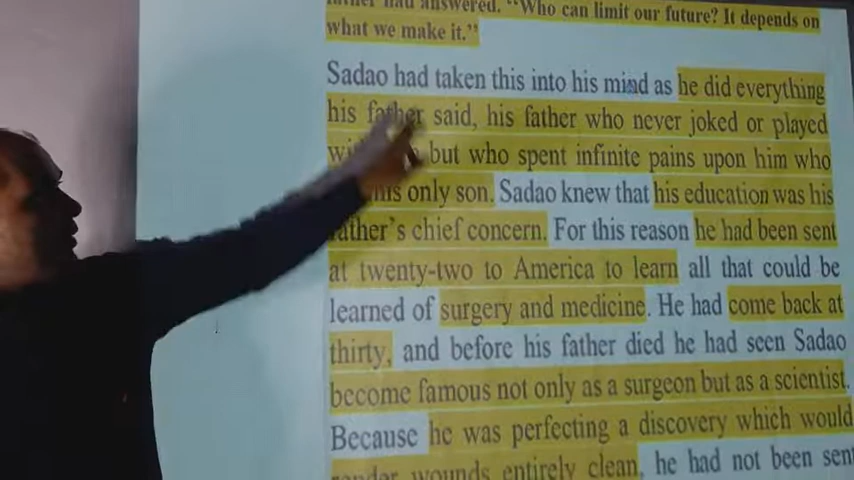 father had answered. "Who can limit our future? It depends on
what we make it."
Sadao had taken this into his mind as he did everything
his father said, his father who never joked or played
but who spent infinite pains upon him who
his only son. Sadao knew that his education was his
father's chief concern. For this reason he had been sent
at twenty-two to America to learn all that could be
learned of surgery and medicine. He had come back at
thirty, and before his father died he had seen Sadao
become famous not only as a surgeon, but as a scientist.
Because he was perfecting a discovery which would
render wounds entirely clean, he had not been sent